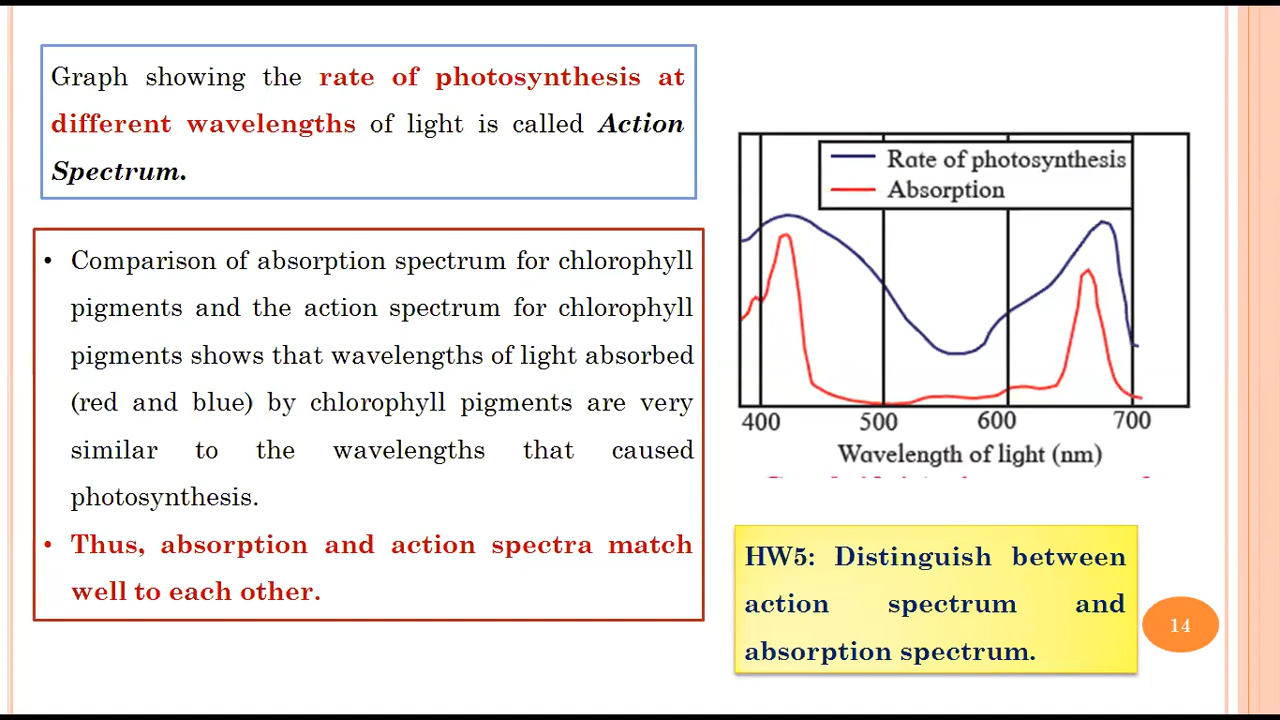 Graph showing the rate of photosynthesis at
different wavelengths of light is called Action
Spectrum.
• Comparison of absorption spectrum for chlorophyll
pigments and the action spectrum for chlorophyll
pigments shows that wavelengths of light absorbed
(red and blue) by chlorophyll pigments are very
similar to the wavelengths that caused
photosynthesis.
• Thus, absorption and action spectra match
well to each other.
Rate of photosynthesis
Absorption
400 500 600 700
Wavelength of light (nm)
HW5: Distinguish between
action spectrum and
absorption spectrum.
14